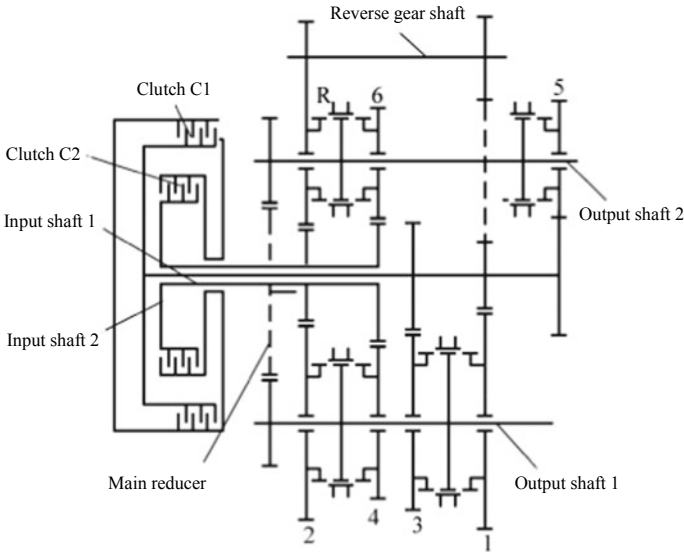 Reverse gear shaft
Clutch C1
R
6
5
Clutch C2
Input shaft 1
Output shaft 2
Input shaft 2
Main reducer
Output shaft 1
2
4
3
1